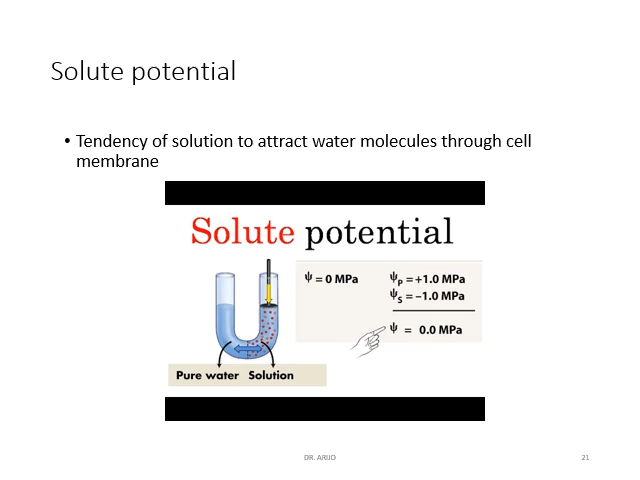 Solute potential
• Tendency of solution to attract water molecules through cell
membrane
Solute potential
ψ = 0 MPa
ψP = +1.0 MPa
ψS = –1.0 MPa
ψ = 0.0 MPa
Pure water Solution
DR. ARIJO
21